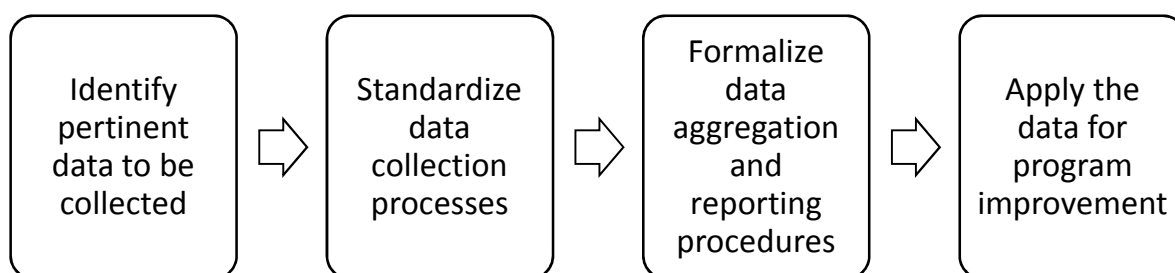 Identify
pertinent
data to be
collected
Standardize
data
collection
processes
Formalize
data
aggregation
and
reporting
procedures
Apply the
data for
program
improvement